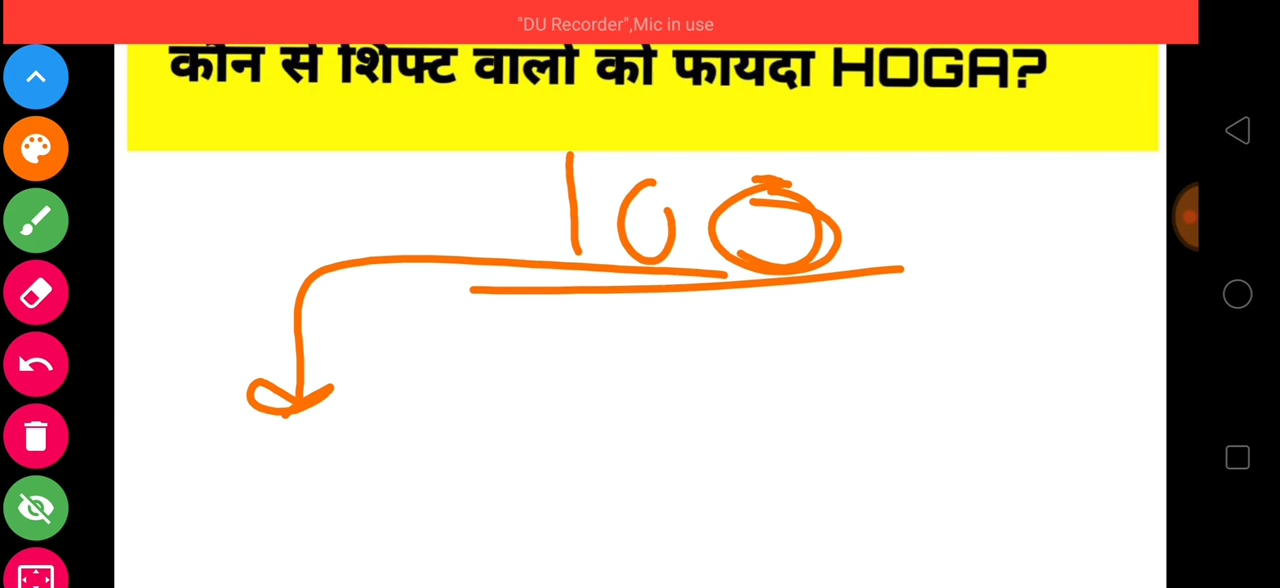 "DU Recorder",Mic in use
कौन से शिफ्ट वालों को फायदा HOGA?
100